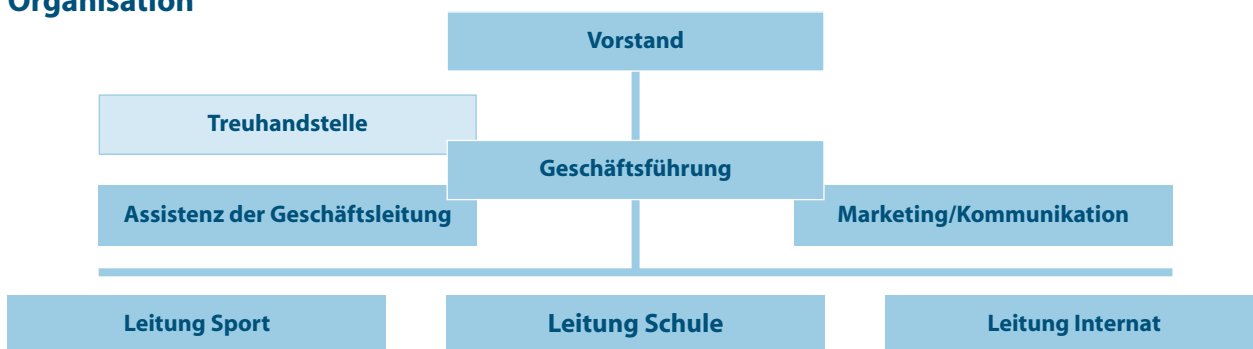 Organisation
Vorstand
Treuhandstelle
Geschäftsführung
Assistenz der Geschäftsleitung
Marketing/Kommunikation
Leitung Sport
Leitung Schule
Leitung Internat